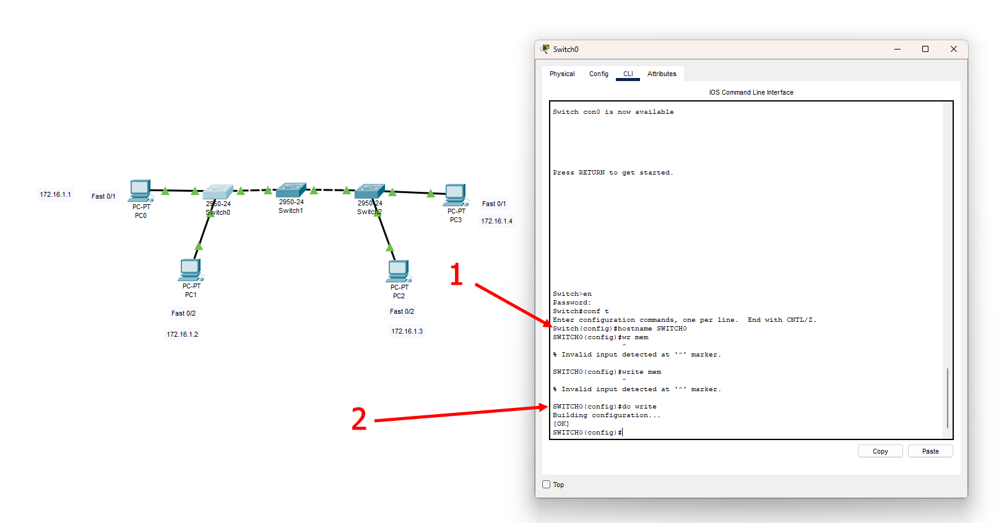 172.16.1.1
Fast 0/1
PC-PT
PC0
2950-24
Switch0
2950-24
Switch1
2950-24
Switch2
PC-PT
PC3
Fast 0/1
172.16.1.4
PC-PT
PC1
Fast 0/2
172.16.1.2
PC-PT
PC2
Fast 0/2
172.16.1.3
1
2
Switch0
Physical Config CLI Attributes
IOS Command Line Interface
Switch con0 is now available
Press RETURN to get started.
Switch>en
Password:
Switch#conf t
Enter configuration commands, one per line. End with CNTL/Z.
Switch(config)#hostname SWITCH0
SWITCH0(config)#wr mem
^
% Invalid input detected at '^' marker.
SWITCH0(config)#write mem
^
% Invalid input detected at '^' marker.
SWITCH0(config)#do write
Building configuration...
[OK]
SWITCH0(config)#
Copy Paste
Top